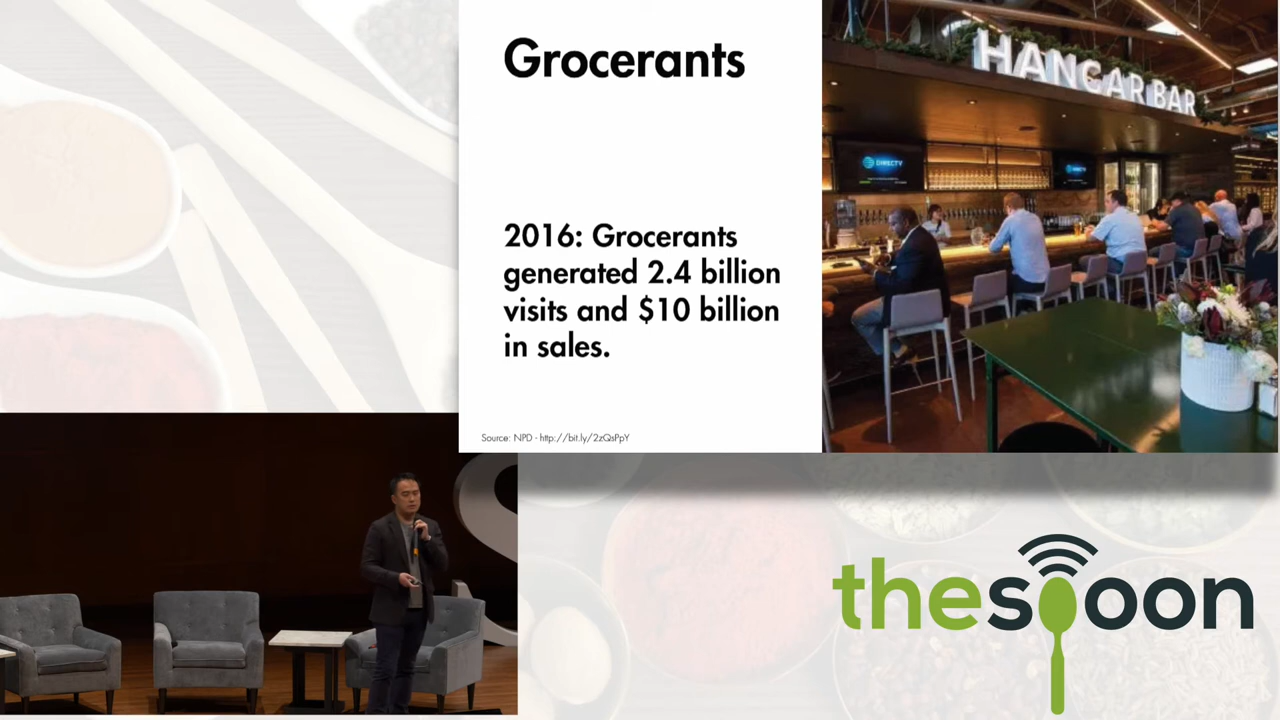 Grocerants
2016: Grocerants
generated 2.4 billion
visits and $10 billion
in sales.
Source: NPD - http://bit.ly/2zQsPpY
HANGAR BAR
DIRECTV
DIRECTV
thespoon